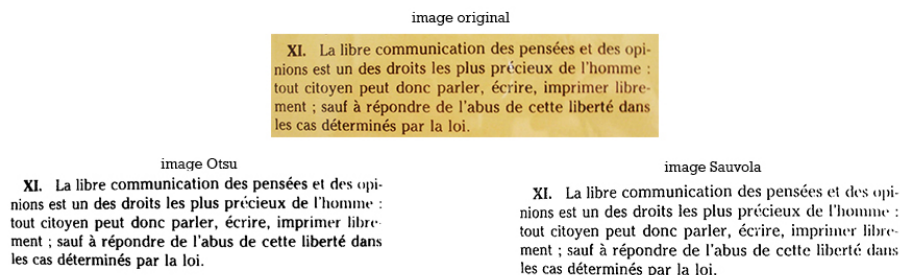 image original
XI. La libre communication des pensées et des opi-
nions est un des droits les plus précieux de l'homme :
tout citoyen peut donc parler, écrire, imprimer libre-
ment ; sauf à répondre de l'abus de cette liberté dans
les cas déterminés par la loi.
image Otsu
XI. La libre communication des pensées et des opi-
nions est un des droits les plus précieux de l'homme :
tout citoyen peut donc parler, écrire, imprimer libre-
ment ; sauf à répondre de l'abus de cette liberté dans
les cas déterminés par la loi.
image Sauvola
XI. La libre communication des pensées et des opi-
nions est un des droits les plus précieux de l'homme :
tout citoyen peut donc parler, écrire, imprimer libre-
ment ; sauf à répondre de l'abus de cette liberté dans
les cas déterminés par la loi.